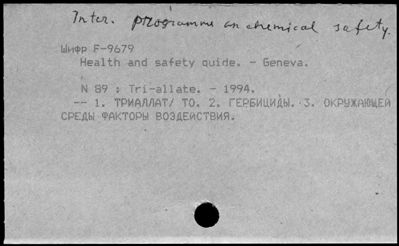 Inter. programme on chemical safety.
Шифр F-9679
Health and safety guide. - Geneva.
N 89 : Tri-allate. - 1994.
-- 1. ТРИАЛЛАТ/ ТО. 2. ГЕРБИЦИДЫ. 3. ОКРУЖАЮЩЕЙ
СРЕДЫ ФАКТОРЫ ВОЗДЕЙСТВИЯ.